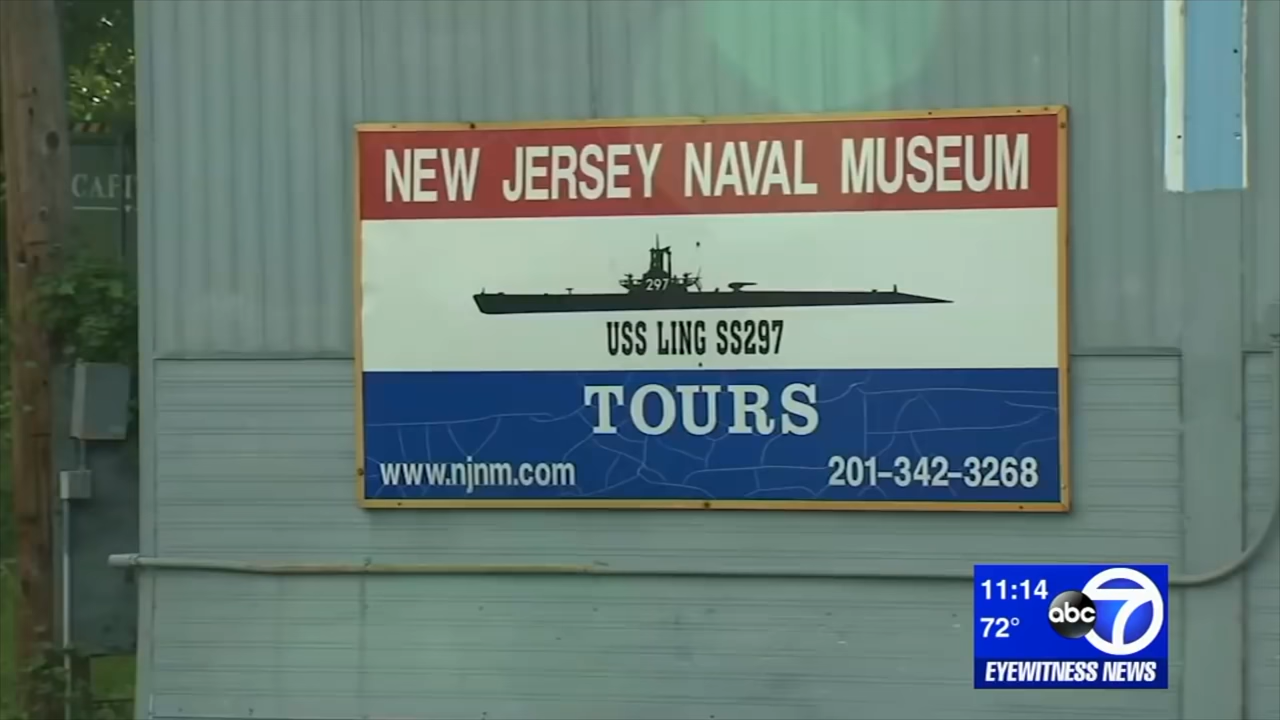 NEW JERSEY NAVAL MUSEUM
297
USS LING SS297
TOURS
www.njnm.com 201-342-3268
11:14
72°
abc 7
EYEWITNESS NEWS